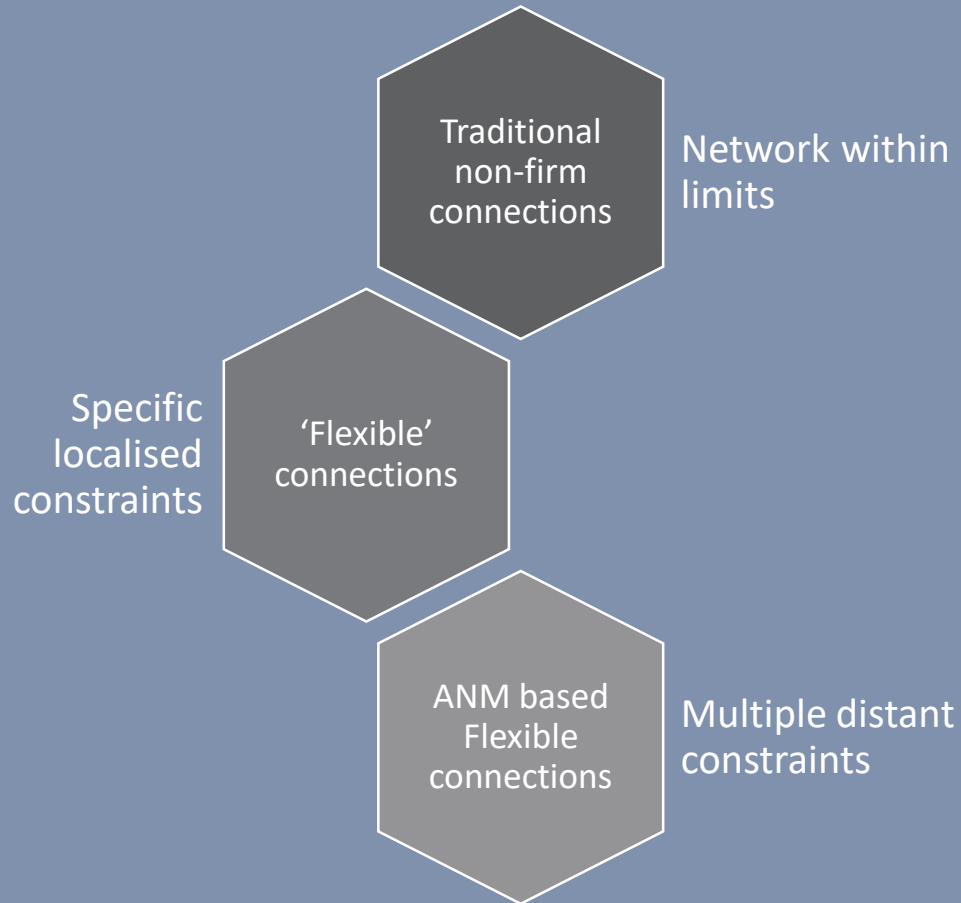 Traditional
non-firm
connections
Network within
limits
Specific
localised
constraints
‘Flexible’
connections
ANM based
Flexible
connections
Multiple distant
constraints